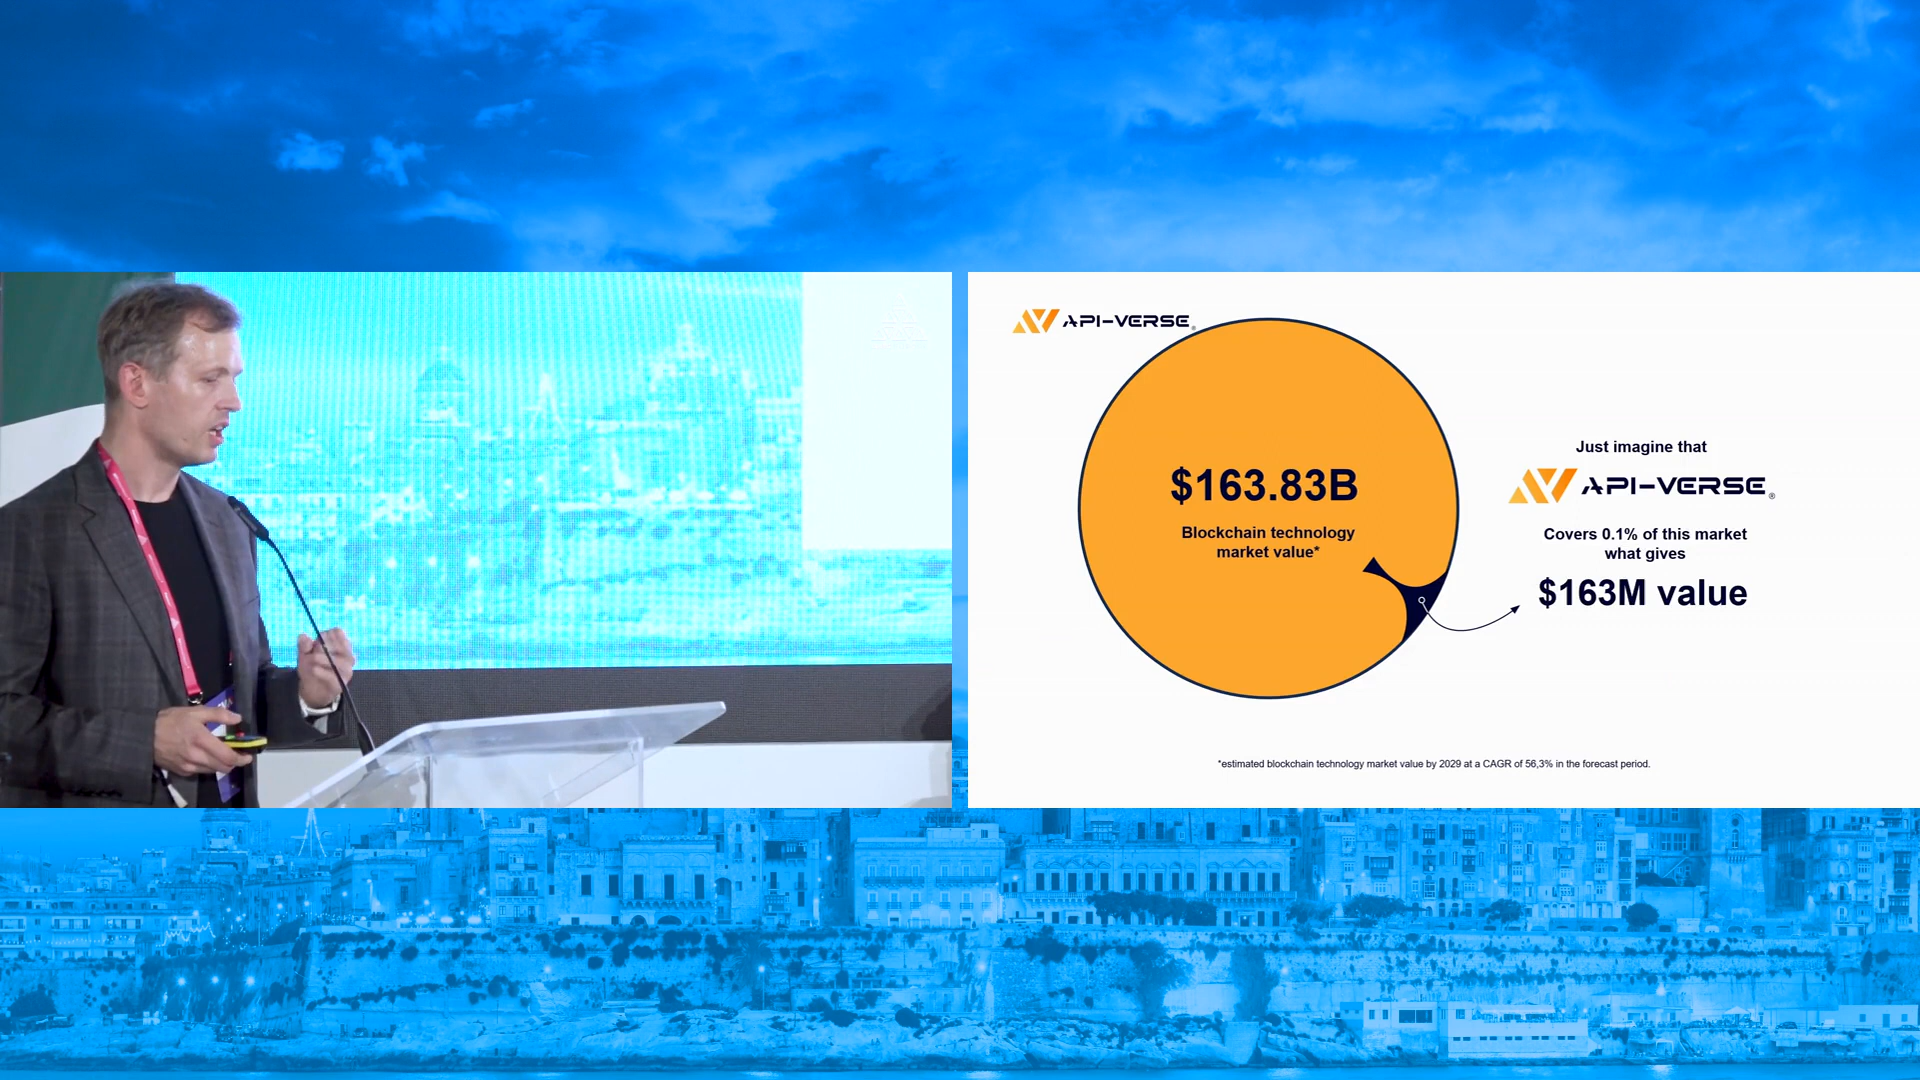 API-VERSE®
$163.83B
Blockchain technology
market value*
Just imagine that
API-VERSE®
Covers 0.1% of this market
what gives
$163M value
*estimated blockchain technology market value by 2029 at a CAGR of 56,3% in the forecast period.